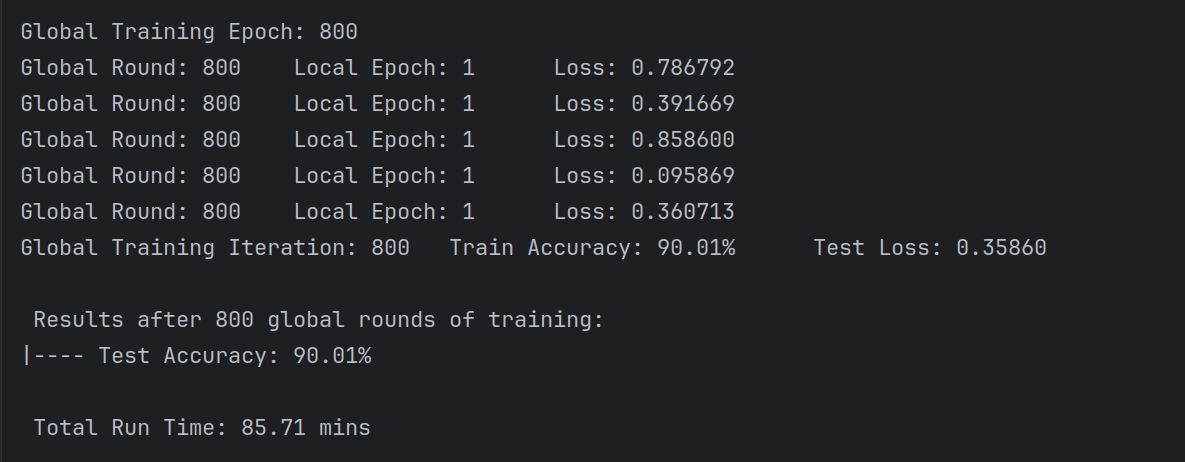 Global Training Epoch: 800
Global Round: 800    Local Epoch: 1      Loss: 0.786792
Global Round: 800    Local Epoch: 1      Loss: 0.391669
Global Round: 800    Local Epoch: 1      Loss: 0.858600
Global Round: 800    Local Epoch: 1      Loss: 0.095869
Global Round: 800    Local Epoch: 1      Loss: 0.360713
Global Training Iteration: 800   Train Accuracy: 90.01%      Test Loss: 0.35860
Results after 800 global rounds of training:
|---- Test Accuracy: 90.01%
Total Run Time: 85.71 mins